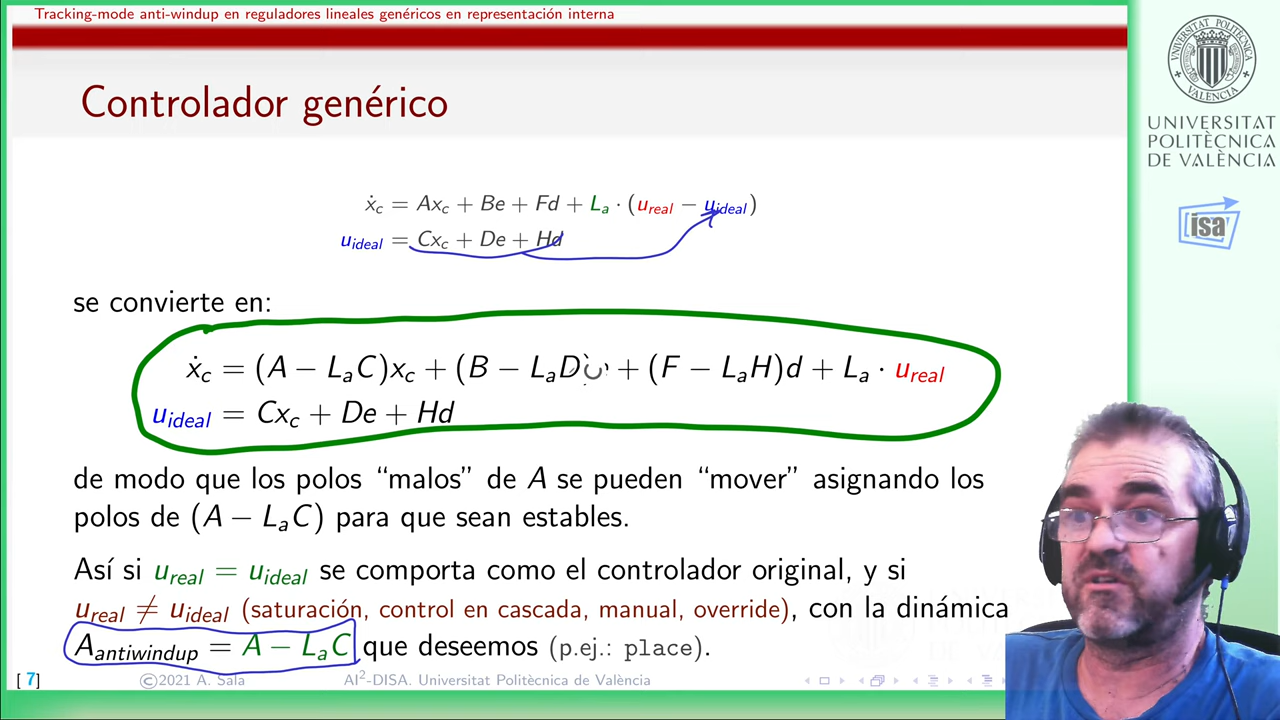 Tracking-mode anti-windup en reguladores lineales genéricos en representación interna
Controlador genérico
ẋc = Axc + Be + Fd + La · (ureal − uideal)
uideal = Cxc + De + Hd
se convierte en:
ẋc = (A − LaC)xc + (B − LaD + (F − LaH)d + La · ureal
uideal = Cxc + De + Hd
de modo que los polos “malos” de A se pueden “mover” asignando los
polos de (A − LaC) para que sean estables.
Así si ureal = uideal se comporta como el controlador original, y si
ureal ≠ uideal (saturación, control en cascada, manual, override), con la dinámica
Aantiwindup = A − LaC que deseemos (p.ej.: place).
[ 7]
©2021 A. Sala
AI²-DISA. Universitat Politècnica de València
UNIVERSITAT
POLITÈCNICA
DE VALÈNCIA
isa